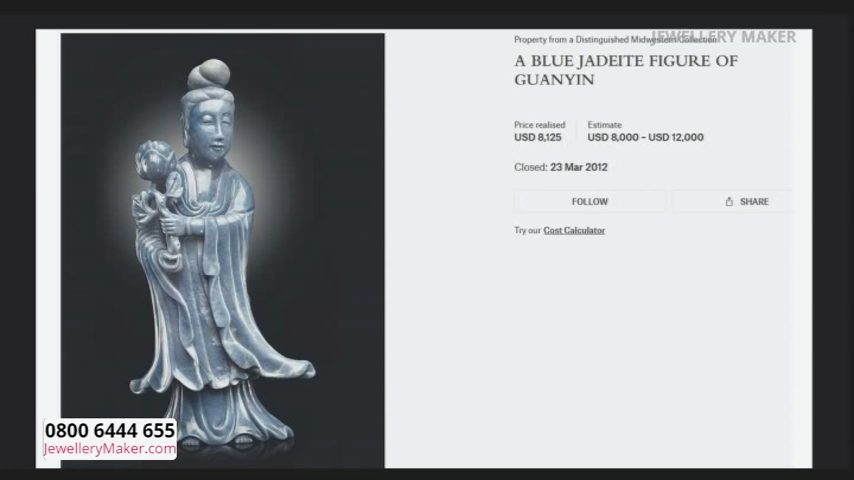 JEWELLERY MAKER
Property from a Distinguished Midwestern Collection
A BLUE JADEITE FIGURE OF
GUANYIN
Price realised
USD 8,125
Estimate
USD 8,000 – USD 12,000
Closed: 23 Mar 2012
FOLLOW
SHARE
Try our Cost Calculator
0800 6444 655
JewelleryMaker.com